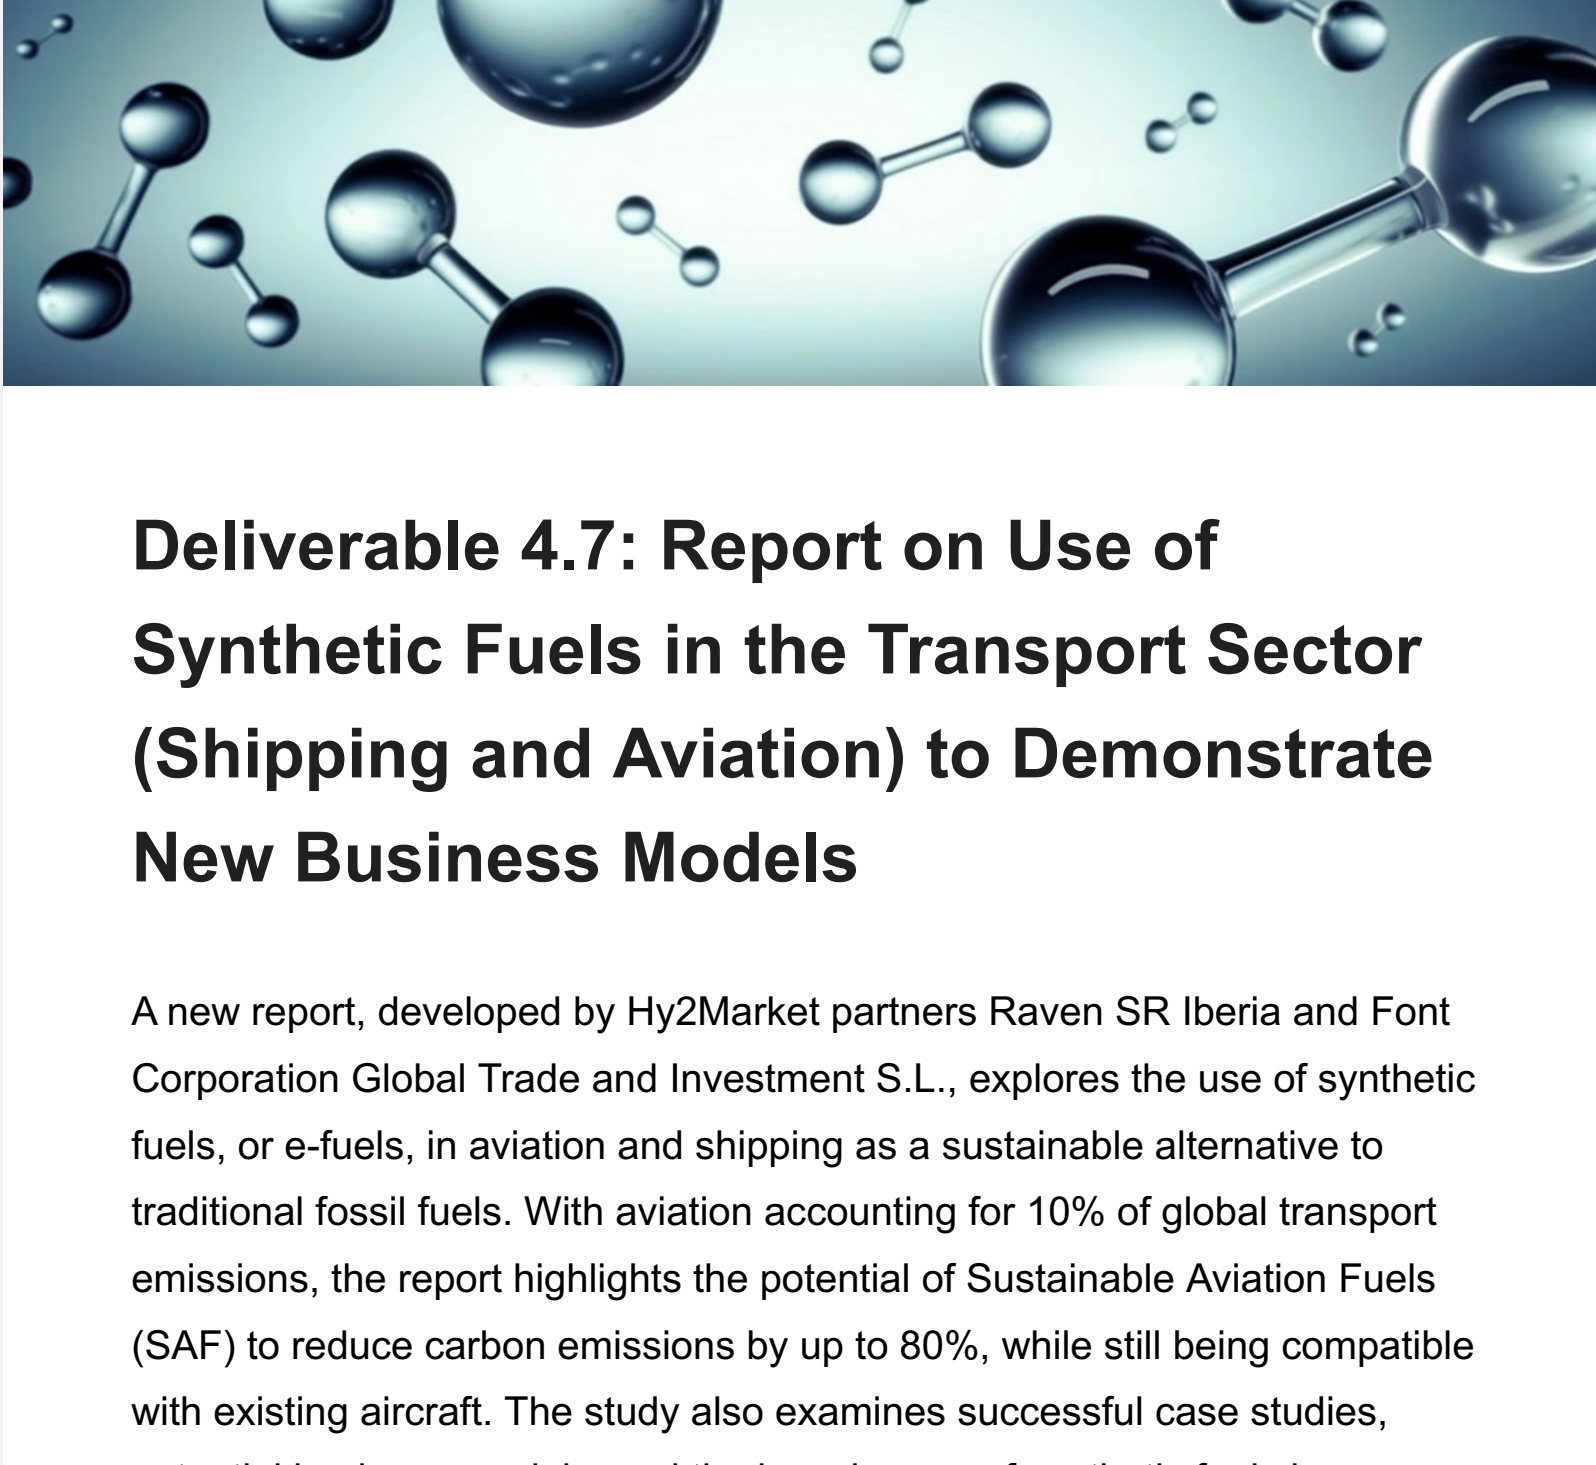 Deliverable 4.7: Report on Use of
Synthetic Fuels in the Transport Sector
(Shipping and Aviation) to Demonstrate
New Business Models
A new report, developed by Hy2Market partners Raven SR Iberia and Font
Corporation Global Trade and Investment S.L., explores the use of synthetic
fuels, or e-fuels, in aviation and shipping as a sustainable alternative to
traditional fossil fuels. With aviation accounting for 10% of global transport
emissions, the report highlights the potential of Sustainable Aviation Fuels
(SAF) to reduce carbon emissions by up to 80%, while still being compatible
with existing aircraft. The study also examines successful case studies,